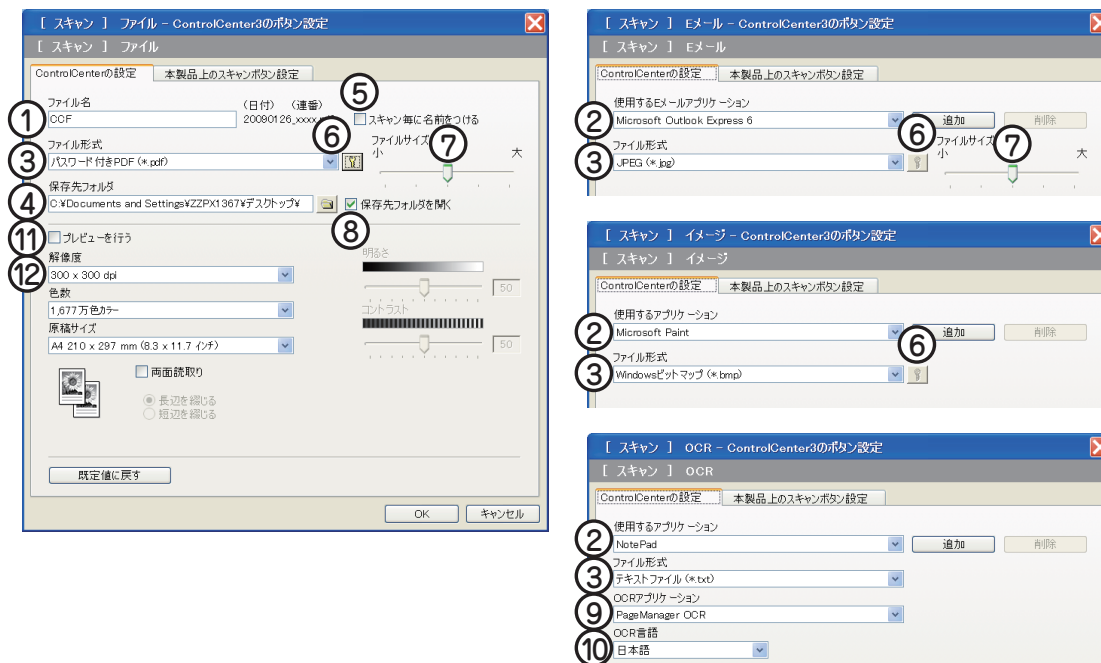 [ スキャン ] ファイル - ControlCenter3のボタン設定
[ スキャン ] ファイル
ControlCenterの設定 本製品上のスキャンボタン設定
ファイル名 (日付) (連番) ⑤
① CCF 20090126_xxxx スキャン毎に名前をつける
ファイル形式 ⑥ ファイルサイズ ⑦
小 大
③ パスワード付きPDF (*.pdf)
保存先フォルダ
④ C:¥Documents and Settings¥ZZPX1367¥デスクトップ¥ 保存先フォルダを開く
⑧
⑪ プレビューを行う
解像度 明るさ
⑫ 300 x 300 dpi
50
色数
1,677万色カラー コントラスト
原稿サイズ
A4 210 x 297 mm (8.3 x 11.7 インチ) 50
両面読取り
長辺を綴じる
短辺を綴じる
既定値に戻す
OK キャンセル
[ スキャン ] Eメール - ControlCenter3のボタン設定
[ スキャン ] Eメール
ControlCenterの設定 本製品上のスキャンボタン設定
使用するEメールアプリケーション
② Microsoft Outlook Express 6 追加 削除
ファイル形式 ⑥ ファイルサイズ ⑦
小 大
③ JPEG (*.jpg)
[ スキャン ] イメージ - ControlCenter3のボタン設定
[ スキャン ] イメージ
ControlCenterの設定 本製品上のスキャンボタン設定
使用するアプリケーション
② Microsoft Paint 追加 削除
ファイル形式 ⑥
③ Windowsビットマップ (*.bmp)
[ スキャン ] OCR - ControlCenter3のボタン設定
[ スキャン ] OCR
ControlCenterの設定 本製品上のスキャンボタン設定
使用するアプリケーション
② NotePad 追加 削除
ファイル形式
③ テキストファイル (*.txt)
OCRアプリケーション
⑨ PageManager OCR
OCR言語
⑩ 日本語